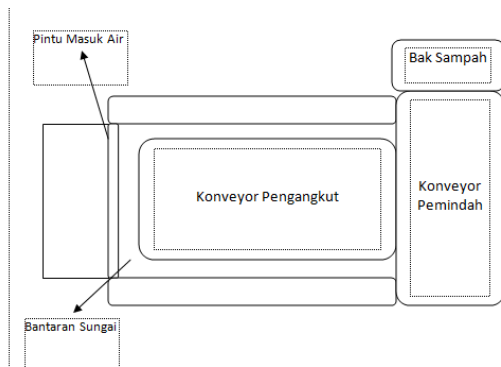 Pintu Masuk Air
Bak Sampah
Konveyor Pengangkut
Konveyor
Pemindah
Bantaran Sungai